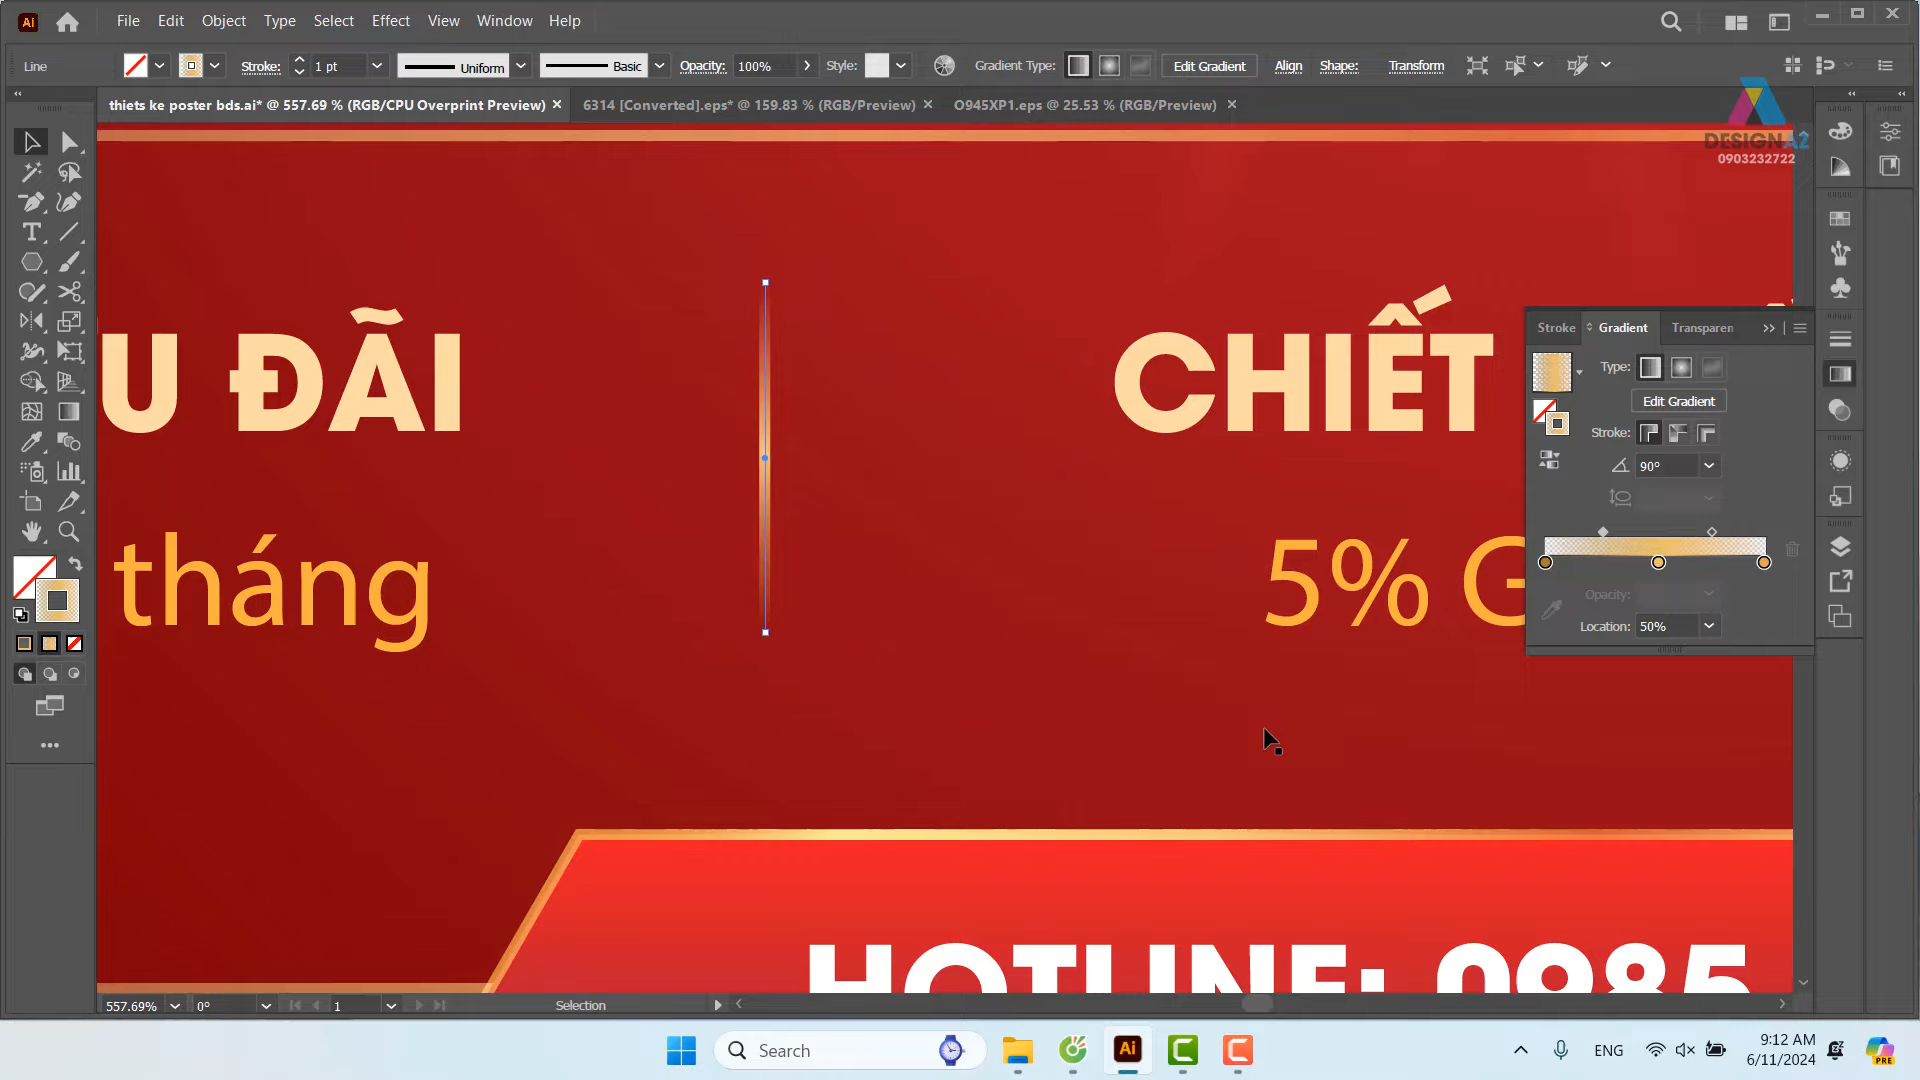 Ai
File Edit Object Type Select Effect View Window Help
Line Stroke: 1 pt Uniform Basic Opacity: 100% Style: Gradient Type: Edit Gradient Align Shape: Transform
thiets ke poster bds.ai* @ 557.69 % (RGB/CPU Overprint Preview) × 6314 [Converted].eps* @ 159.83 % (RGB/Preview) × O945XP1.eps @ 25.53 % (RGB/Preview) ×
DESIGNAZ
0903232722
U ĐÃI
CHIẾT
tháng
5% G
Stroke Gradient Transparen
Type:
Edit Gradient
Stroke:
90°
Opacity:
Location: 50%
HOTLINE: 0985
557.69% 0° 1 Selection
Search
Ai
ENG
9:12 AM
6/11/2024
PRE